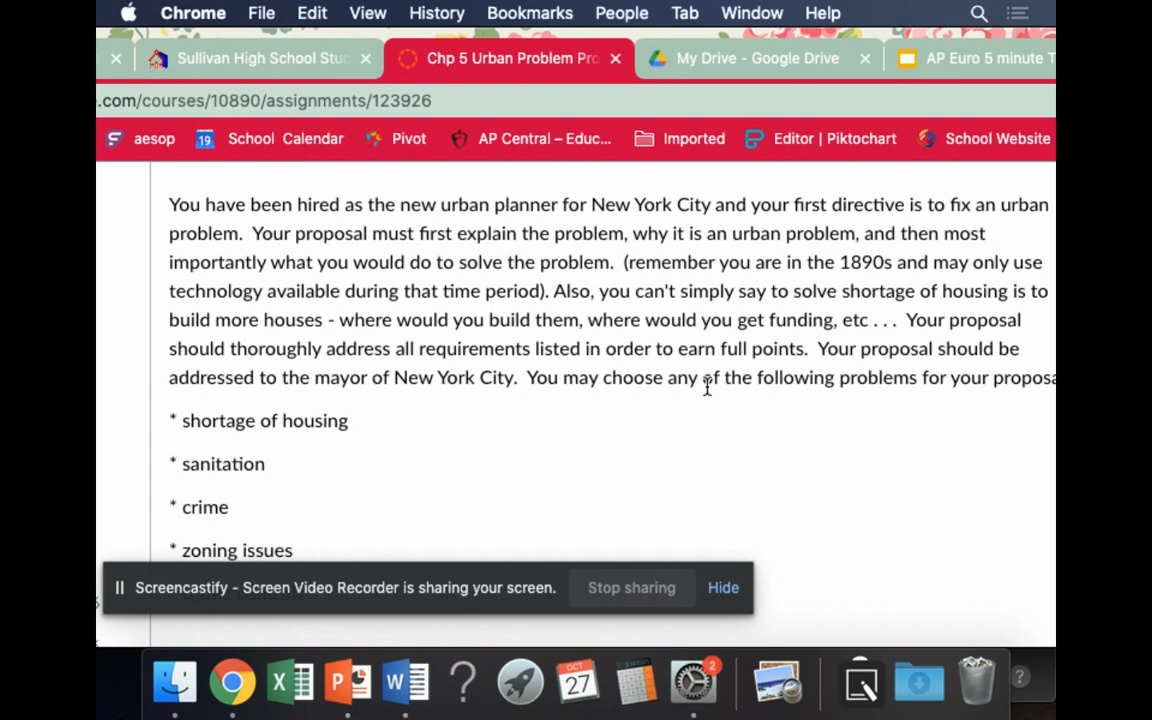 Chrome File Edit View History Bookmarks People Tab Window Help
Sullivan High School Stu Chp 5 Urban Problem Pro My Drive - Google Drive AP Euro 5 minute T
.com/courses/10890/assignments/123926
aesop 19 School Calendar Pivot AP Central – Educ... Imported Editor | Piktochart School Website
You have been hired as the new urban planner for New York City and your first directive is to fix an urban
problem. Your proposal must first explain the problem, why it is an urban problem, and then most
importantly what you would do to solve the problem. (remember you are in the 1890s and may only use
technology available during that time period). Also, you can't simply say to solve shortage of housing is to
build more houses - where would you build them, where would you get funding, etc . . . Your proposal
should thoroughly address all requirements listed in order to earn full points. Your proposal should be
addressed to the mayor of New York City. You may choose any of the following problems for your proposa
* shortage of housing
* sanitation
* crime
* zoning issues
Screencastify - Screen Video Recorder is sharing your screen. Stop sharing Hide
X P W ? OCT 27 2 ?